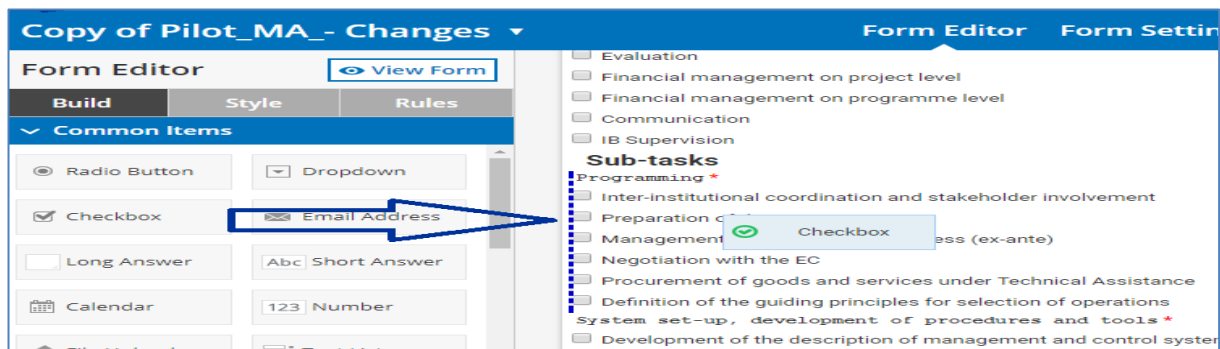 Copy of Pilot_MA_- Changes
Form Editor
Form Settin
Form Editor
View Form
Build
Style
Rules
Common Items
Radio Button
Dropdown
Checkbox
Email Address
Long Answer
Abc Short Answer
Calendar
123 Number
Evaluation
Financial management on project level
Financial management on programme level
Communication
IB Supervision
Sub-tasks
Programming *
Inter-institutional coordination and stakeholder involvement
Preparation
Checkbox
Management ess (ex-ante)
Negotiation with the EC
Procurement of goods and services under Technical Assistance
Definition of the guiding principles for selection of operations
System set-up, development of procedures and tools *
Development of the description of management and control system